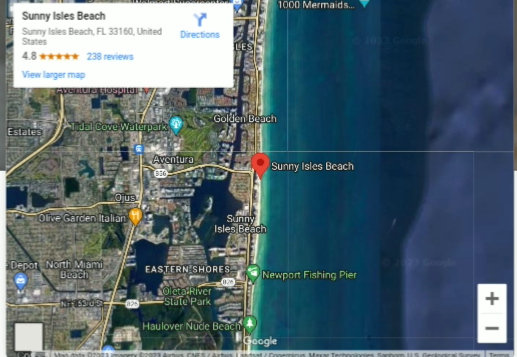 Sunny Isles Beach
Sunny Isles Beach, FL 33160, United
States
Directions
4.8
238 reviews
View larger map
1000 Mermaids...
Aventura Hospital
Golden Beach
Tidal Cove Waterpark
Estates
Aventura
Sunny Isles Beach
856
Ojus
Olive Garden Italian
Sunny
Isles Beach
Depot
North Miami
Beach
EASTERN SHORES
Newport Fishing Pier
826
826
Oleta River
State Park
Haulover Nude Beach
Google
+
−